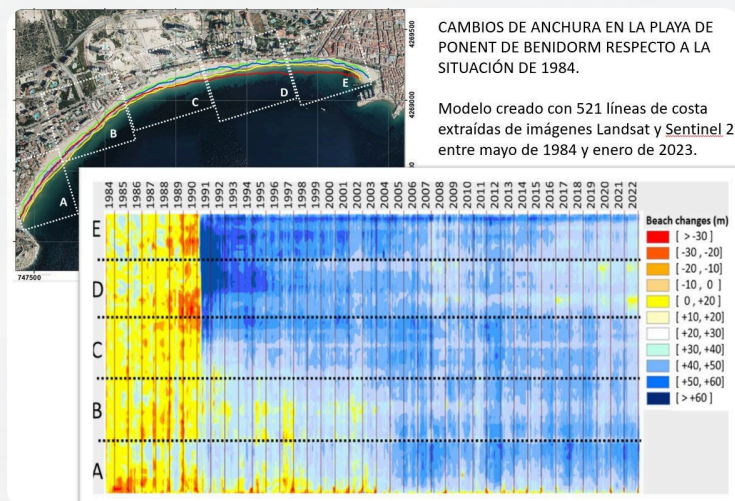 CAMBIOS DE ANCHURA EN LA PLAYA DE
PONENT DE BENIDORM RESPECTO A LA
SITUACIÓN DE 1984.
Modelo creado con 521 líneas de costa
extraídas de imágenes Landsat y Sentinel 2
entre mayo de 1984 y enero de 2023.
4269500
4269000
A
B
C
D
E
747500
1984 1985 1986 1987 1988 1989 1990 1991 1992 1993 1994 1995 1996 1997 1998 1999 2000 2001 2002 2003 2004 2005 2006 2007 2008 2009 2010 2011 2012 2013 2014 2015 2016 2017 2018 2019 2020 2021 2022
E
D
C
B
A
Beach changes (m)
[ > -30 ]
[ -30 , -20]
[ -20 , -10]
[ -10 , 0 ]
[ 0 ,+20]
[ +10, +20]
[ +20, +30]
[ +30, +40]
[ +40, +50]
[ +50, +60]
[ > +60 ]